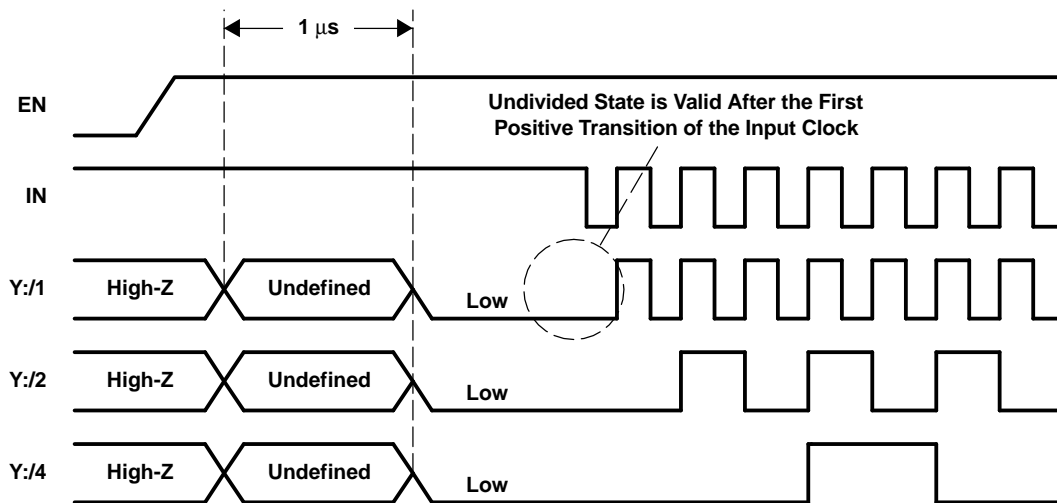 1 μs
EN
Undivided State is Valid After the First
Positive Transition of the Input Clock
IN
Y:/1 High-Z Undefined Low
Y:/2 High-Z Undefined Low
Y:/4 High-Z Undefined Low